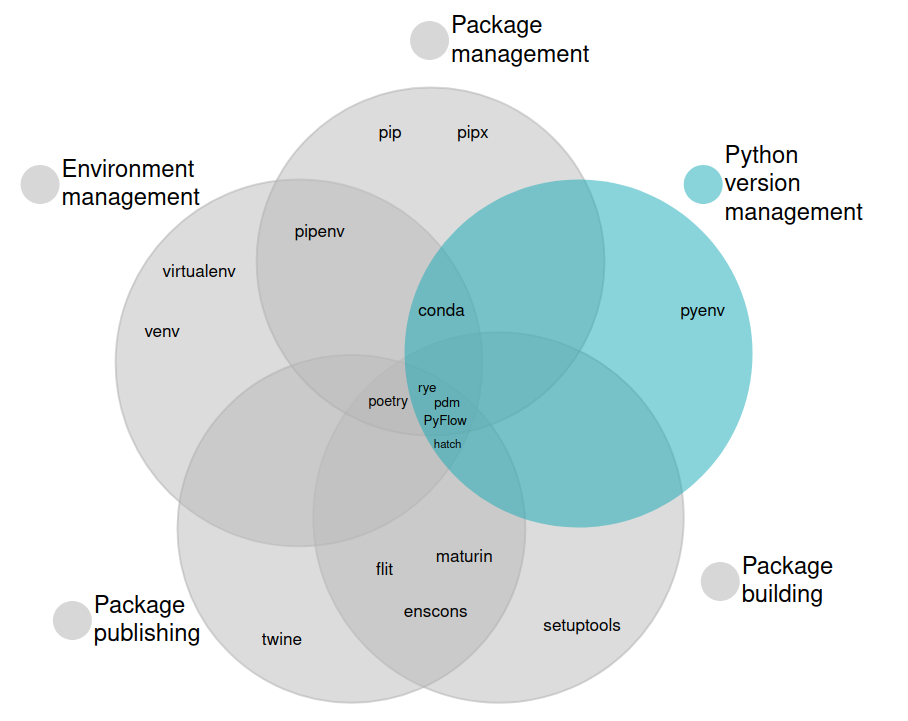 Package
management
pip
pipx
Environment
management
Python
version
management
pipenv
virtualenv
venv
conda
pyenv
rye
poetry
pdm
PyFlow
hatch
flit
maturin
enscons
Package
building
Package
publishing
twine
setuptools